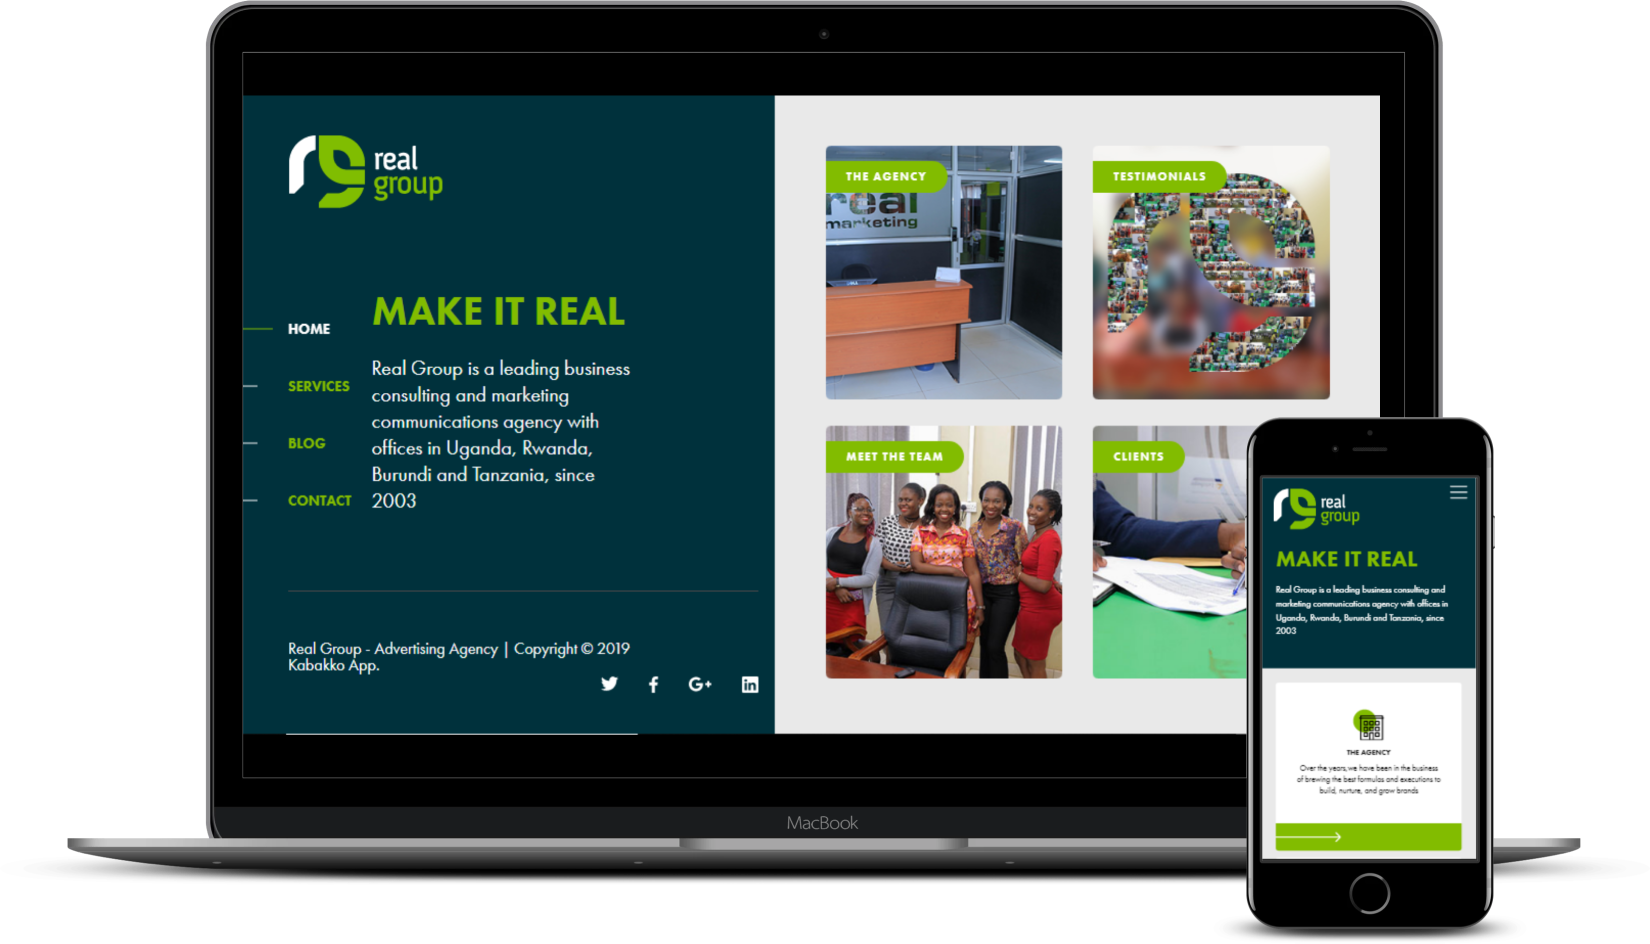 real
group
HOME
SERVICES
BLOG
CONTACT
MAKE IT REAL
Real Group is a leading business
consulting and marketing
communications agency with
offices in Uganda, Rwanda,
Burundi and Tanzania, since
2003
Real Group - Advertising Agency | Copyright © 2019
Kabakko App.
G+
in
THE AGENCY
real
marketing
TESTIMONIALS
MEET THE TEAM
CLIENTS
MacBook
real
group
MAKE IT REAL
Real Group is a leading business consulting and
marketing communications agency with offices in
Uganda, Rwanda, Burundi and Tanzania, since
2003
THE AGENCY
Over the years, we have been in the business
of brewing the best formulas and executions to
build, nurture, and grow brands